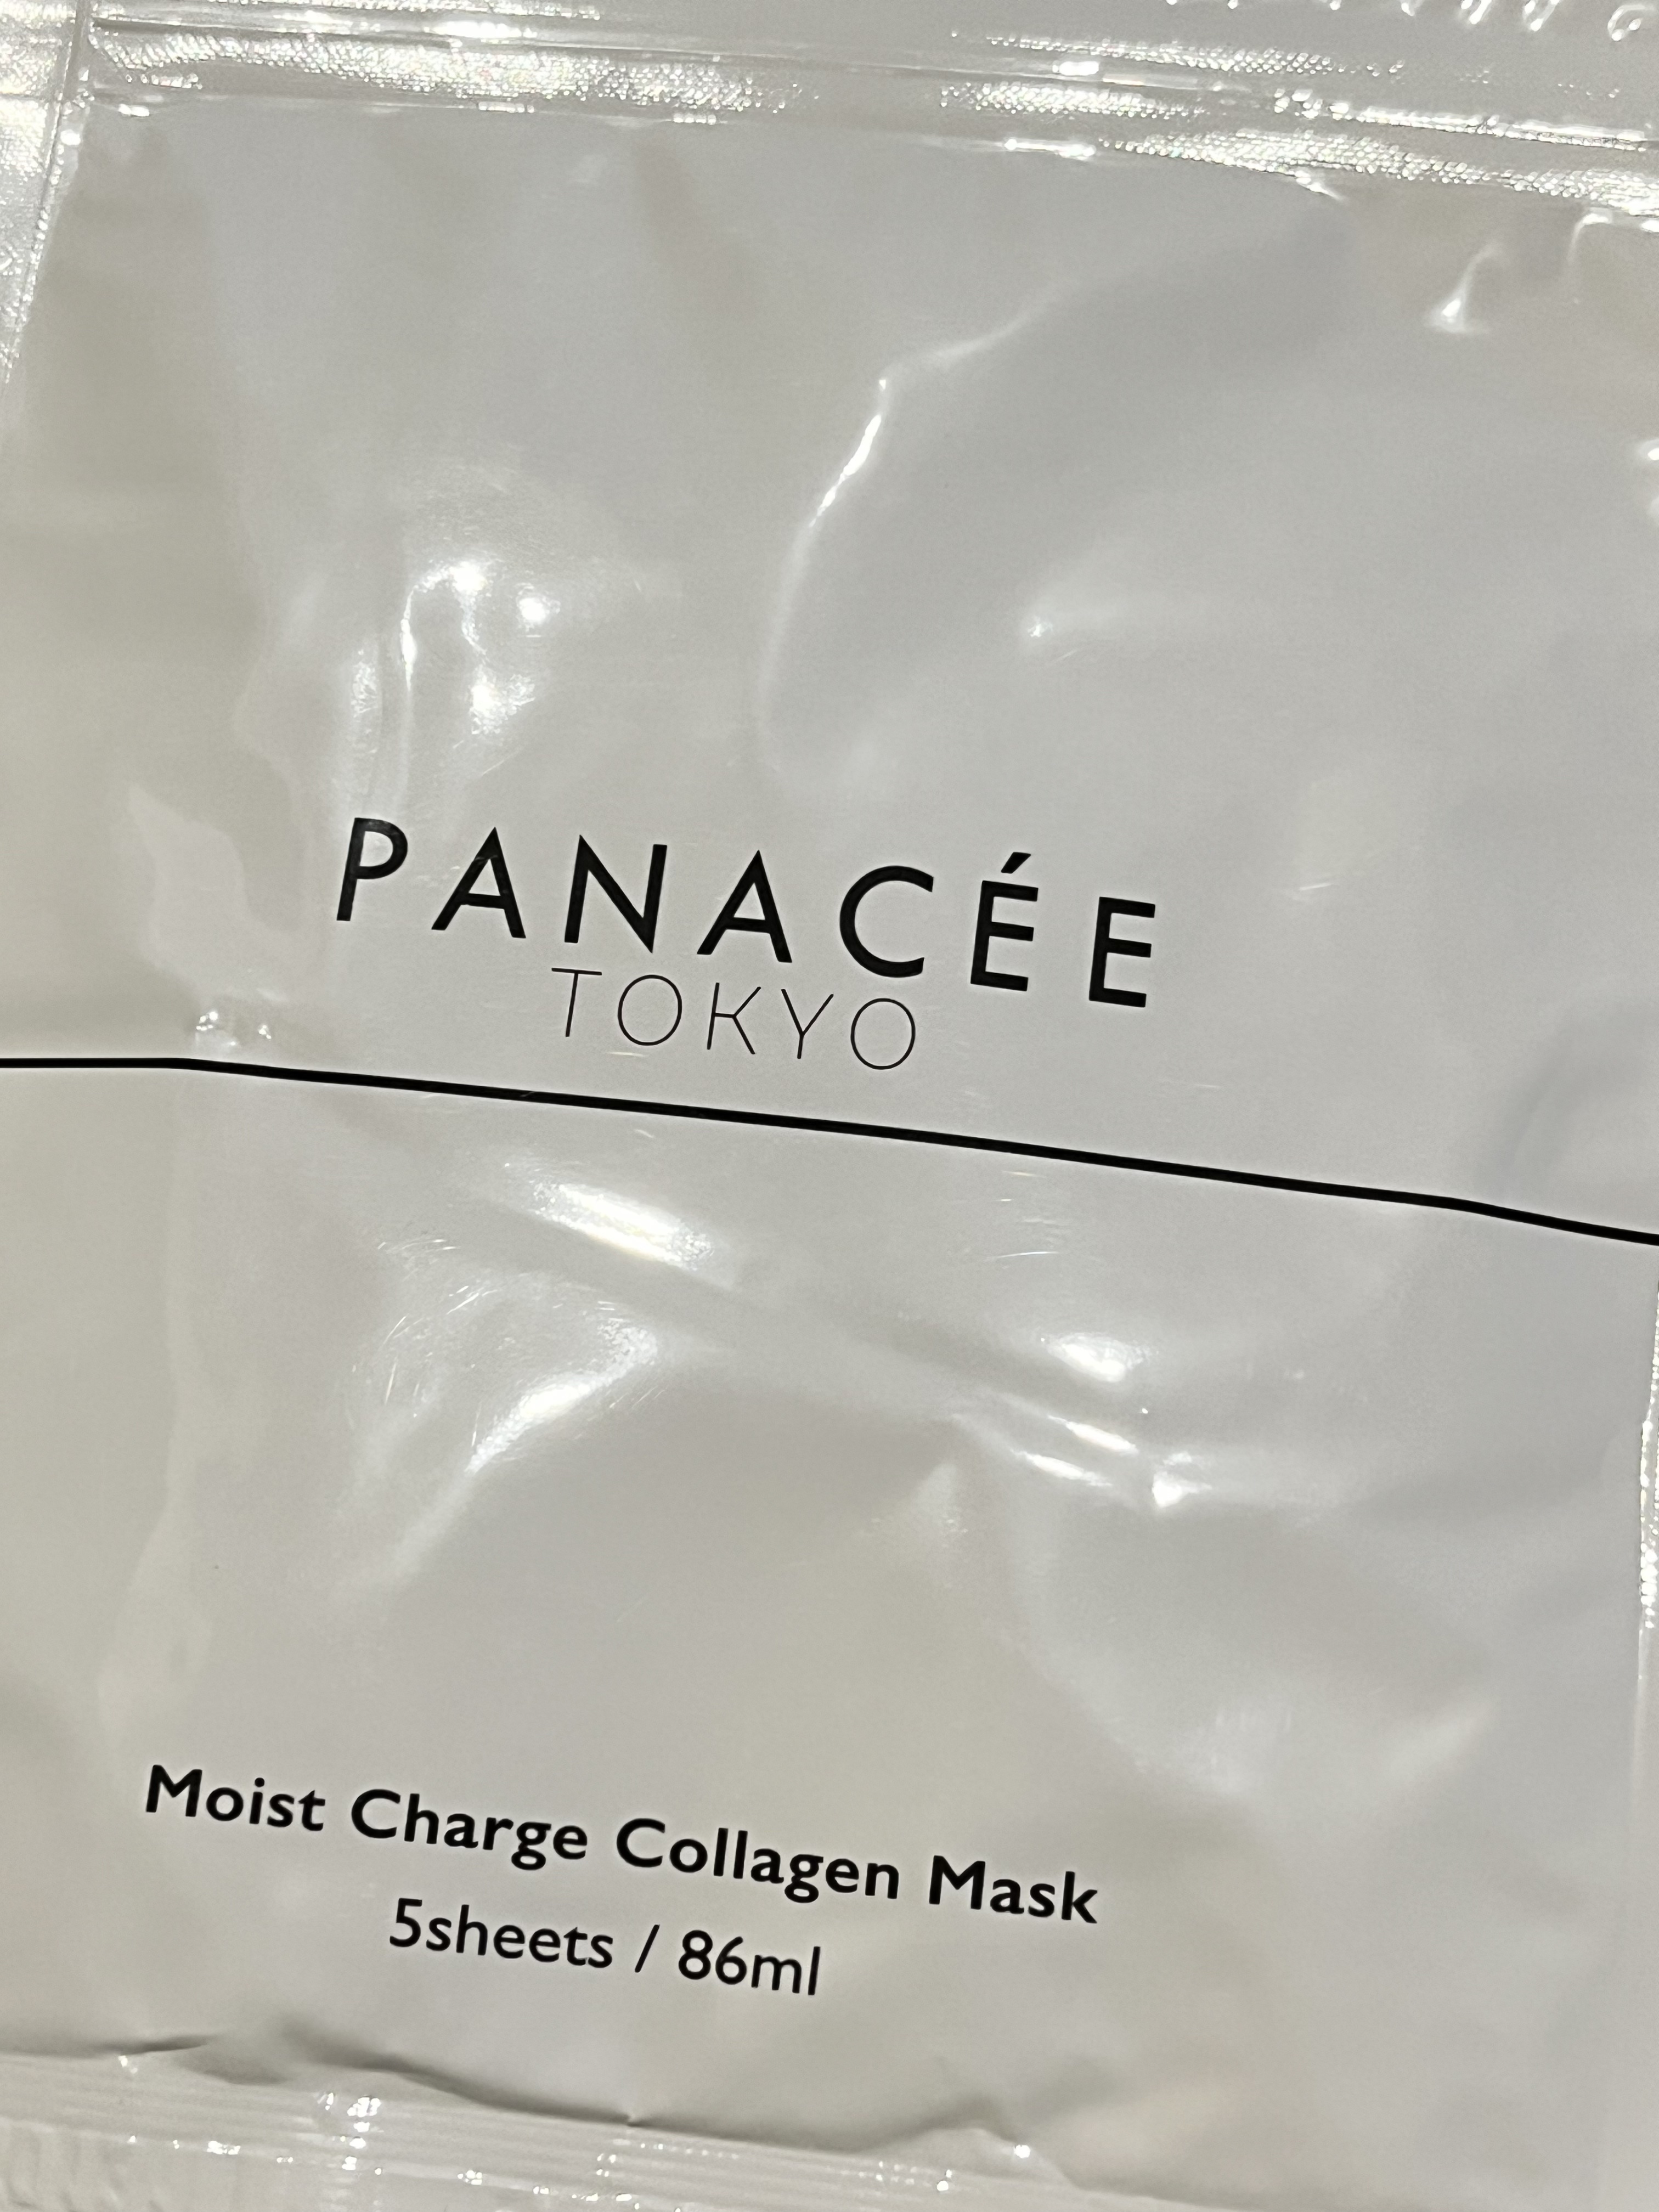 PANACÉE
TOKYO
Moist Charge Collagen Mask
5sheets / 86ml